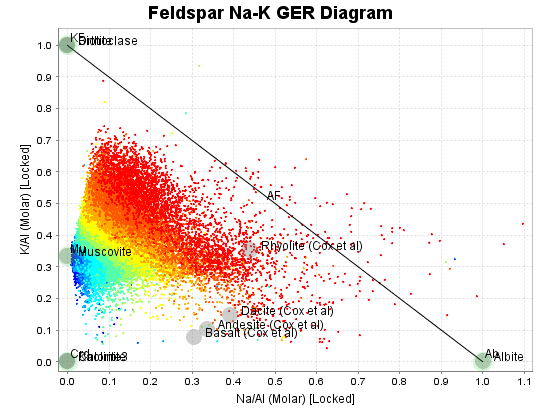 Feldspar Na-K GER Diagram
K/Al (Molar) [Locked]
1.0
0.9
0.8
0.7
0.6
0.5
0.4
0.3
0.2
0.1
0.0
AF
Rhyolite (Cox et al)
Muscovite
Dacite (Cox et al)
Andesite (Cox et al)
Basalt (Cox et al)
Ab
Albite
0.0
0.1
0.2
0.3
0.4
0.5
0.6
0.7
0.8
0.9
1.0
1.1
Na/Al (Molar) [Locked]